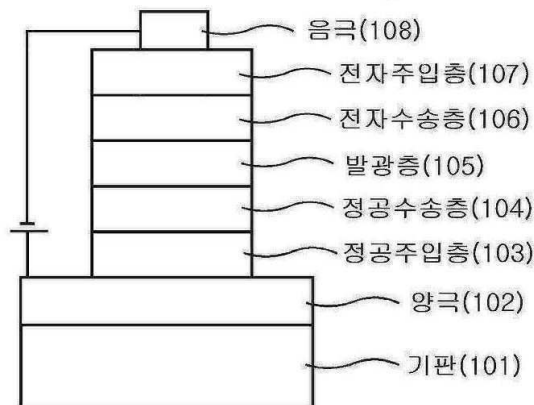 음극(108)
전자주입층(107)
전자수송층(106)
발광층(105)
정공수송층(104)
정공주입층(103)
양극(102)
기판(101)